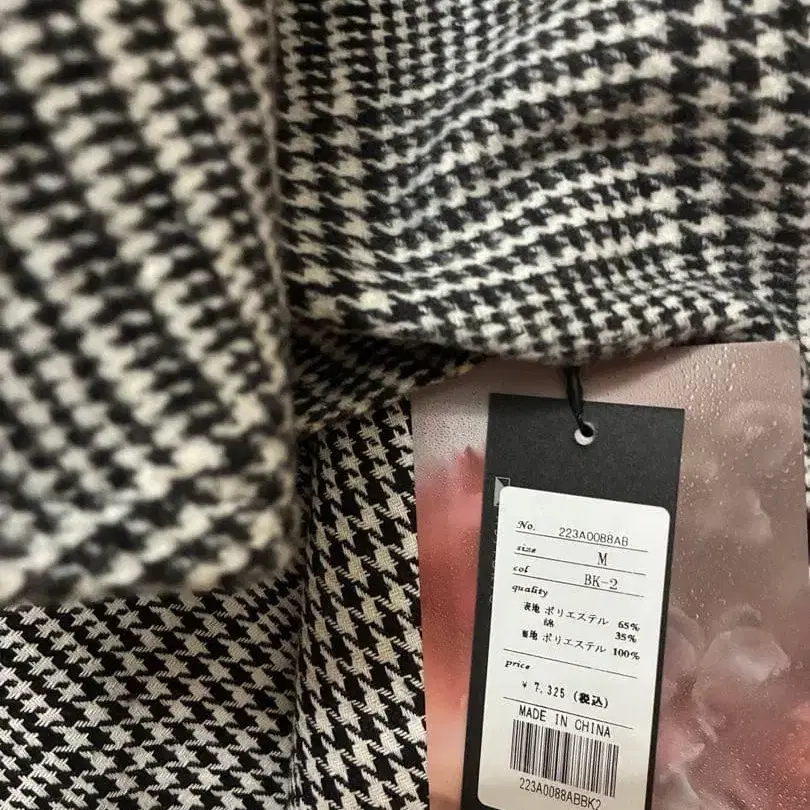 No. 223A0088AB
size M
col BK-2
quality
表地 ポリエステル 65%
綿 35%
裏地 ポリエステル 100%
price
¥ 7,325 (税込)
MADE IN CHINA
223A0088ABBK2